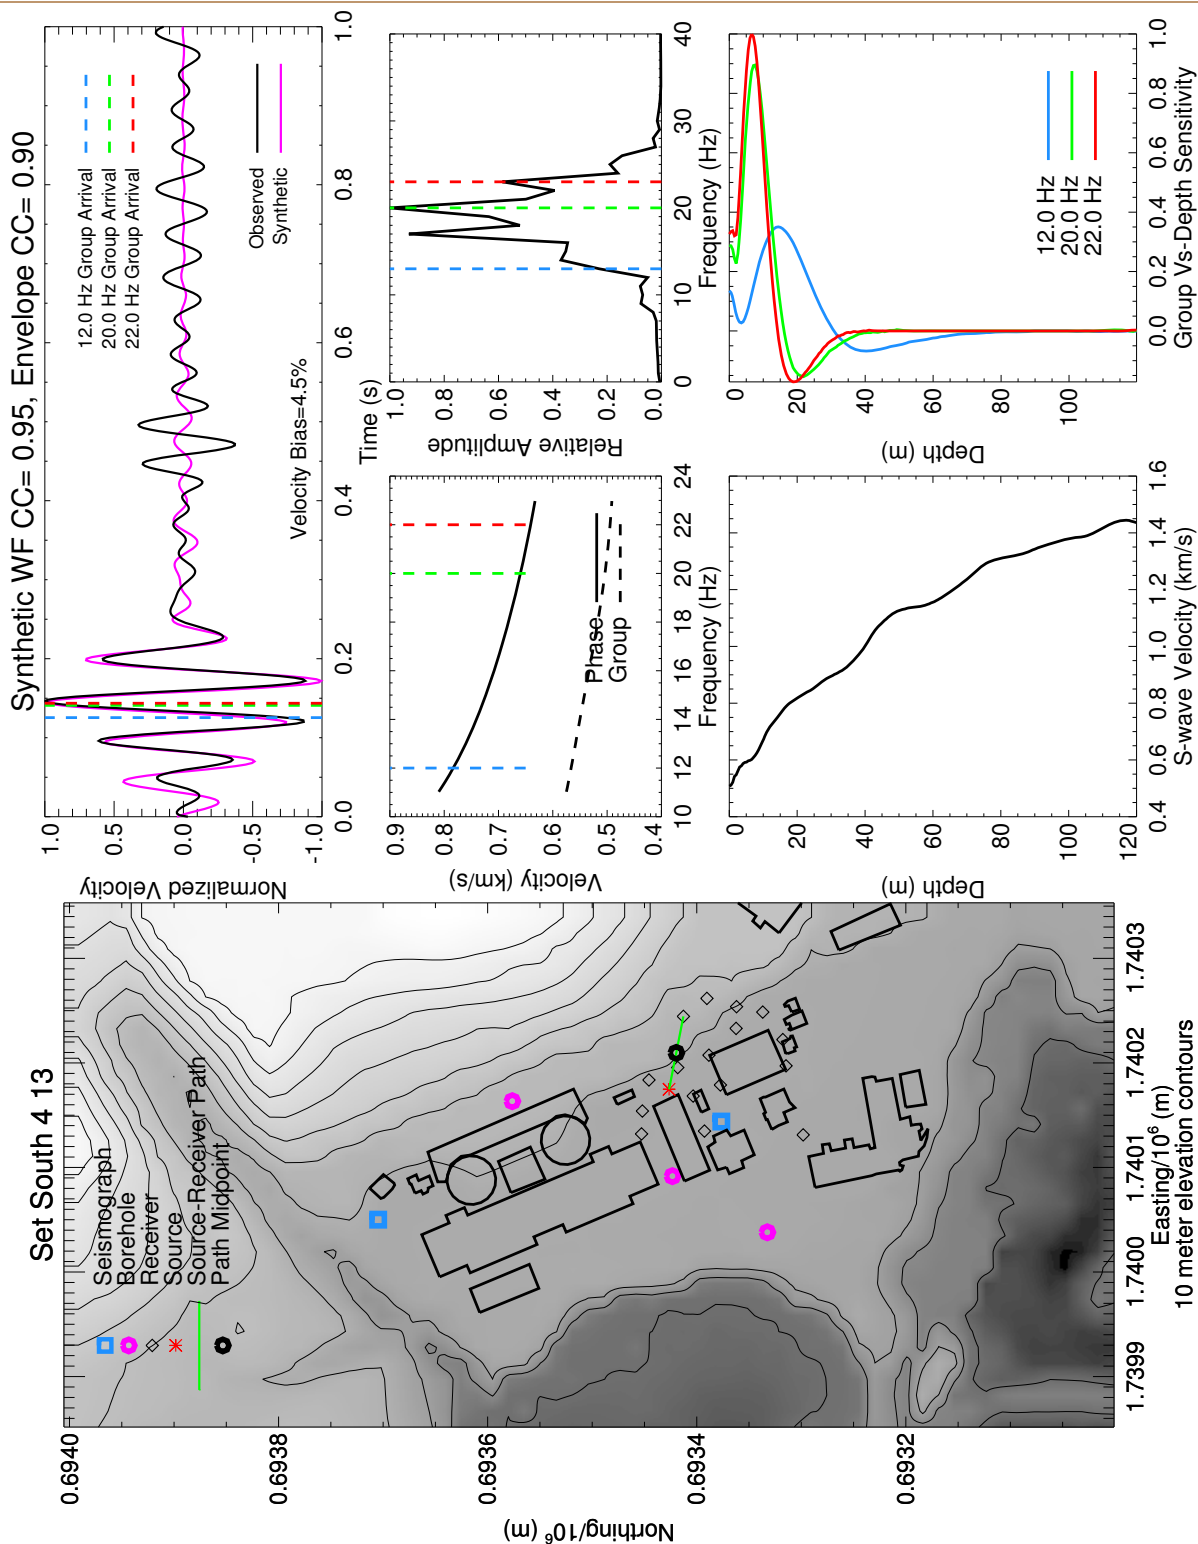 Set South 4 13
Seismograph
Borehole
Receiver
Source
Source-Receiver Path
Path Midpoint
0.6940
0.6938
0.6936
0.6934
0.6932
Northing/10⁶ (m)
1.7399
1.7400
1.7401
1.7402
1.7403
Easting/10⁶ (m)
10 meter elevation contours
Synthetic WF CC= 0.95, Envelope CC= 0.90
1.0
0.5
0.0
-0.5
-1.0
Normalized Velocity
12.0 Hz Group Arrival
20.0 Hz Group Arrival
22.0 Hz Group Arrival
Observed
Synthetic
Velocity Bias=4.5%
0.0
0.2
0.4
0.6
0.8
1.0
Time (s)
0.9
0.8
0.7
0.6
0.5
0.4
Velocity (km/s)
Phase
Group
10
12
14
16
18
20
22
24
Frequency (Hz)
1.0
0.8
0.6
0.4
0.2
0.0
Relative Amplitude
0
10
20
30
40
Frequency (Hz)
0
20
40
60
80
100
120
Depth (m)
0.4
0.6
0.8
1.0
1.2
1.4
1.6
S-wave Velocity (km/s)
0
20
40
60
80
100
Depth (m)
12.0 Hz
20.0 Hz
22.0 Hz
0.0
0.2
0.4
0.6
0.8
1.0
Group Vs-Depth Sensitivity